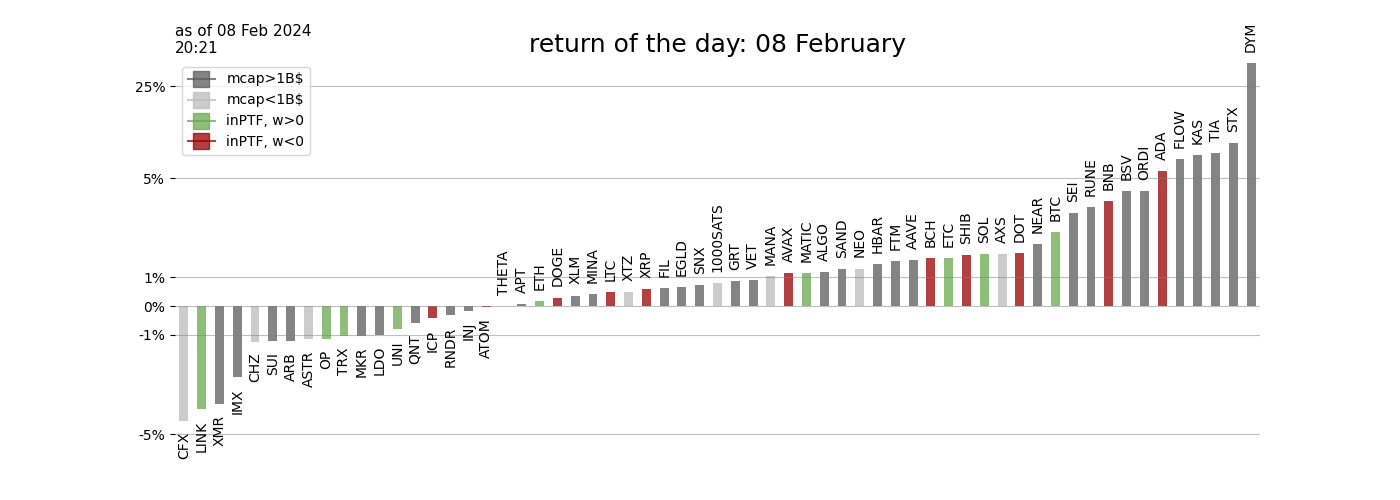 as of 08 Feb 2024
20:21
return of the day: 08 February
mcap>1B$
mcap<1B$
inPTF, w>0
inPTF, w<0
25%
5%
1%
0%
-1%
-5%
CFX
LINK
XMR
IMX
CHZ
SUI
ARB
ASTR
OP
TRX
MKR
LDO
UNI
QNT
ICP
RNDR
INJ
ATOM
THETA
APT
ETH
DOGE
XLM
MINA
LTC
XTZ
XRP
FIL
EGLD
SNX
1000SATS
GRT
VET
MANA
AVAX
MATIC
ALGO
SAND
NEO
HBAR
FTM
AAVE
BCH
ETC
SHIB
SOL
AXS
DOT
NEAR
BTC
SEI
RUNE
BNB
BSV
ORDI
ADA
FLOW
KAS
TIA
STX
DYM